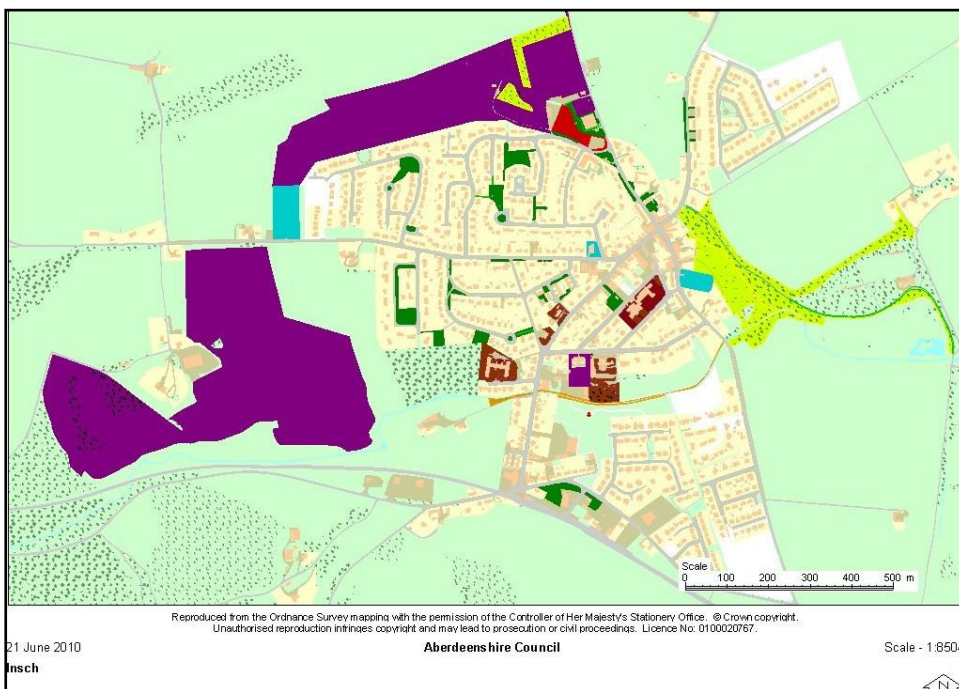 Scale
0 100 200 300 400 500 m
Reproduced from the Ordnance Survey mapping with the permission of the Controller of Her Majesty's Stationery Office. © Crown copyright.
Unauthorised reproduction infringes copyright and may lead to prosecution or civil proceedings. Licence No: 0100020767.
21 June 2010
Aberdeenshire Council
Scale - 1:8504
Insch
N